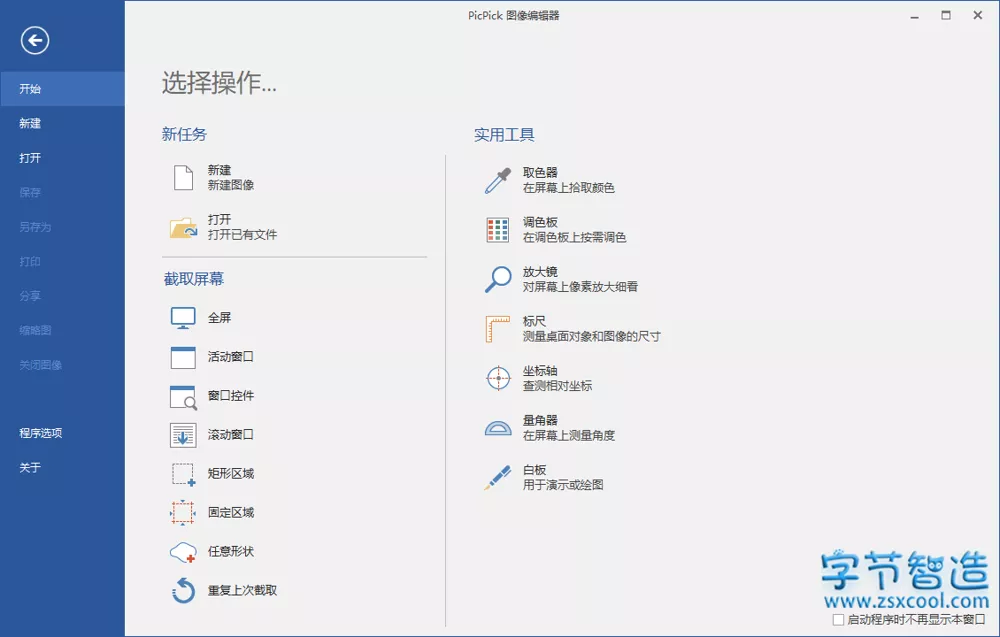 PicPick 图像编辑器
开始
新建
打开
保存
另存为
打印
分享
缩略图
关闭图像
程序选项
关于
选择操作...
新任务
新建
新建图像
打开
打开已有文件
截取屏幕
全屏
活动窗口
窗口控件
滚动窗口
矩形区域
固定区域
任意形状
重复上次截取
实用工具
取色器
在屏幕上拾取颜色
调色板
在调色板上按需调色
放大镜
对屏幕上像素放大细看
标尺
测量桌面对象和图像的尺寸
坐标轴
查测相对坐标
量角器
在屏幕上测量角度
白板
用于演示或绘图
字节智造
www.zsxcool.com
启动程序时不再显示本窗口